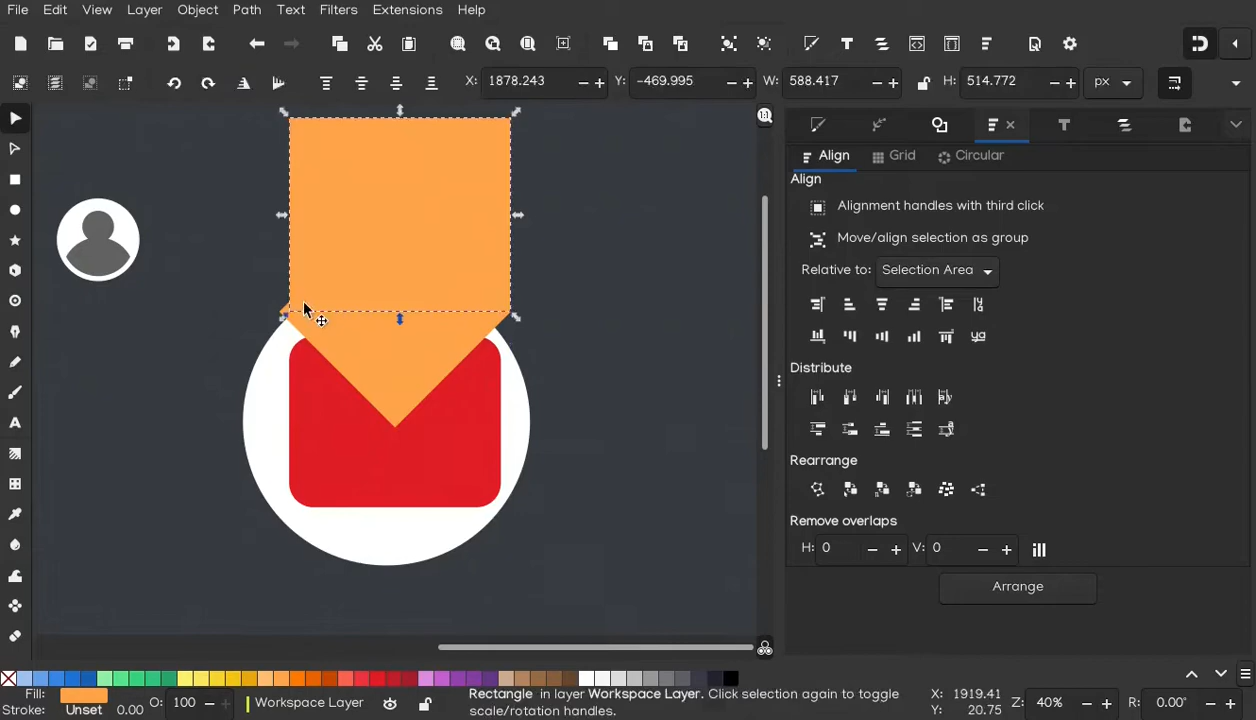 File Edit View Layer Object Path Text Filters Extensions Help
X: 1878.243 Y: -469.995 W: 588.417 H: 514.772 px
Align Grid Circular
Align
Alignment handles with third click
Move/align selection as group
Relative to: Selection Area
Distribute
Rearrange
Remove overlaps
H: 0 V: 0
Arrange
Fill: O: 100 Workspace Layer Rectangle in layer Workspace Layer. Click selection again to toggle X: 1919.41 Z: 40% R: 0.00°
Stroke: Unset 0.00 scale/rotation handles. Y: 20.75